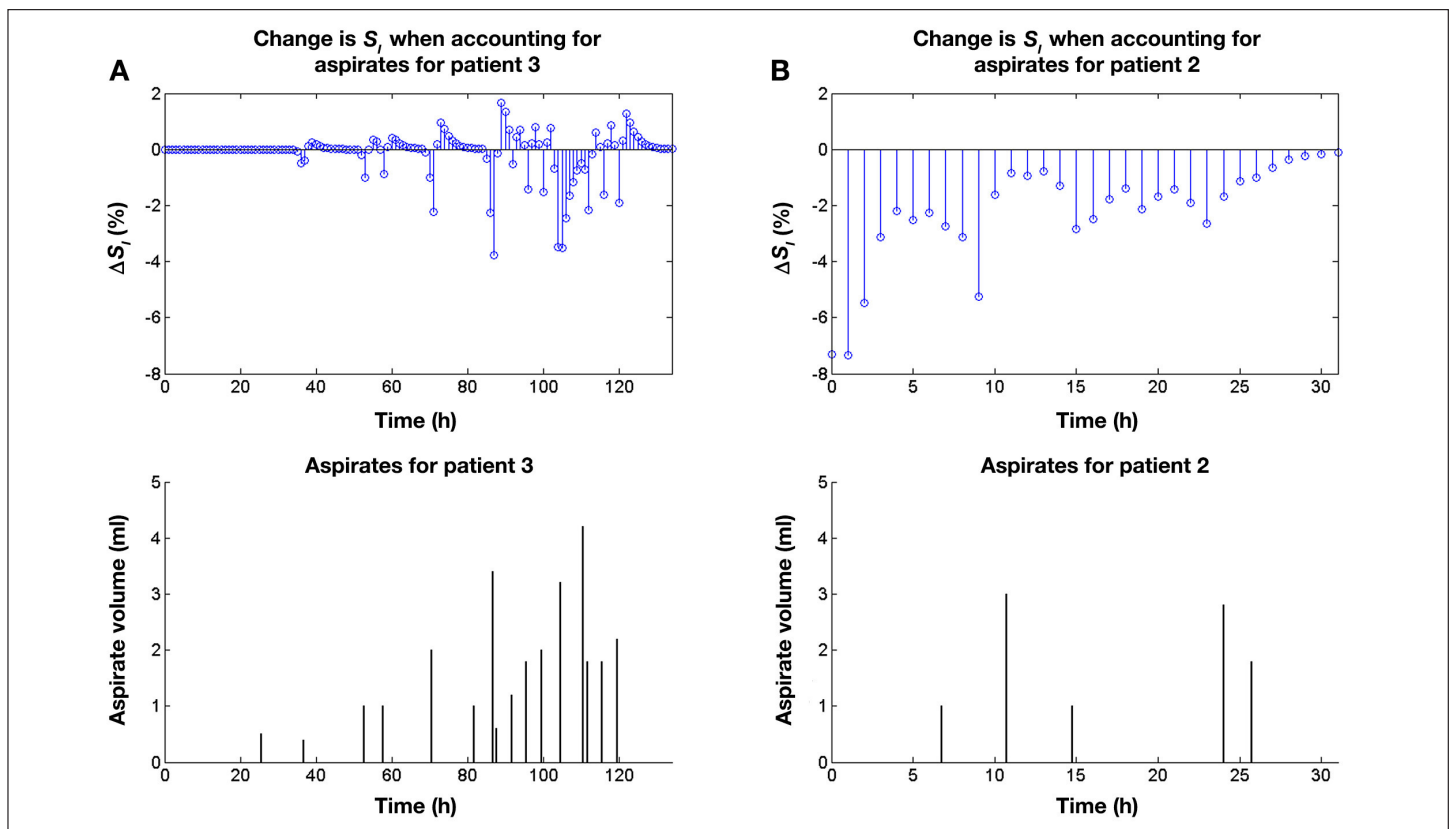 A
Change is S_I when accounting for
aspirates for patient 3
2
0
-2
-4
-6
-8
ΔS_I (%)
0 20 40 60 80 100 120
Time (h)
B
Change is S_I when accounting for
aspirates for patient 2
2
0
-2
-4
-6
-8
ΔS_I (%)
0 5 10 15 20 25 30
Time (h)
Aspirates for patient 3
5
4
3
2
1
0
Aspirate volume (ml)
0 20 40 60 80 100 120
Time (h)
Aspirates for patient 2
5
4
3
2
1
0
Aspirate volume (ml)
0 5 10 15 20 25 30
Time (h)